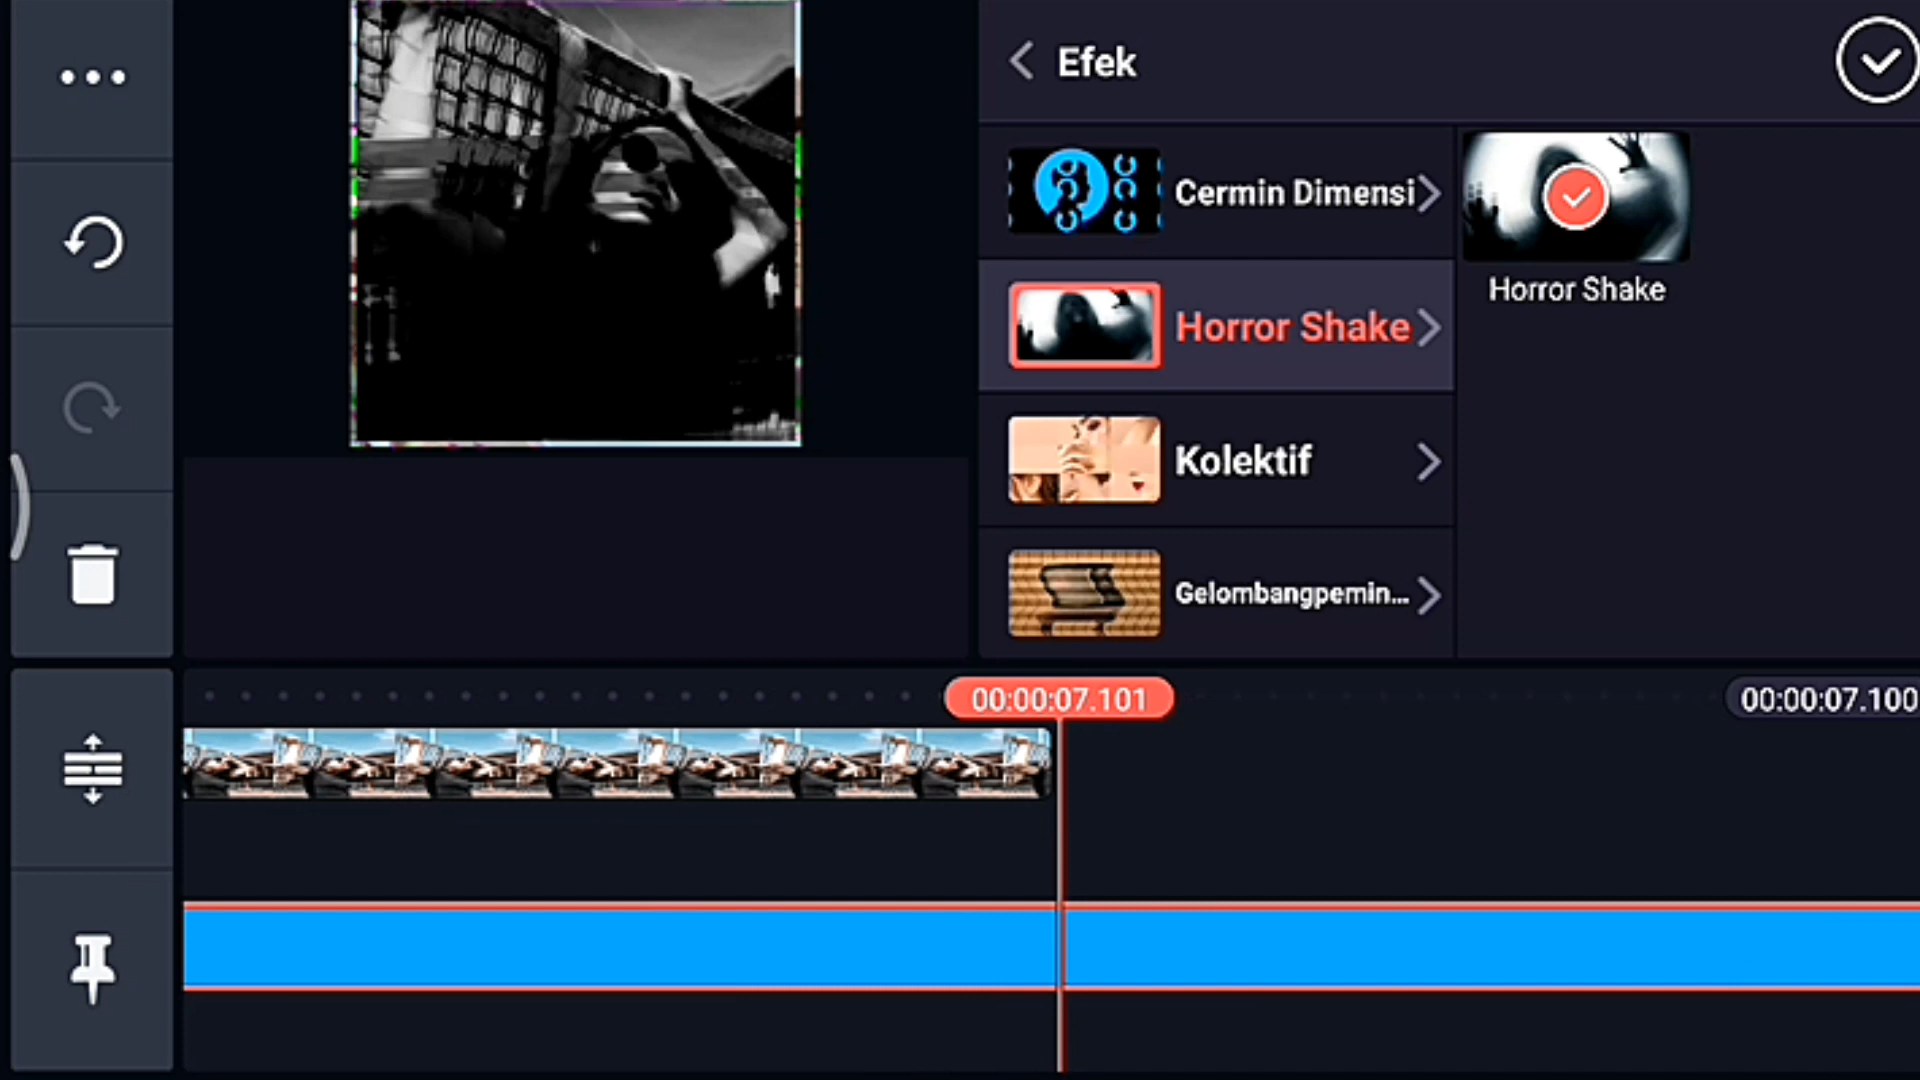 Efek
Cermin Dimensi
Horror Shake
Horror Shake
Kolektif
Gelombangpemin...
00:00:07.101
00:00:07.100